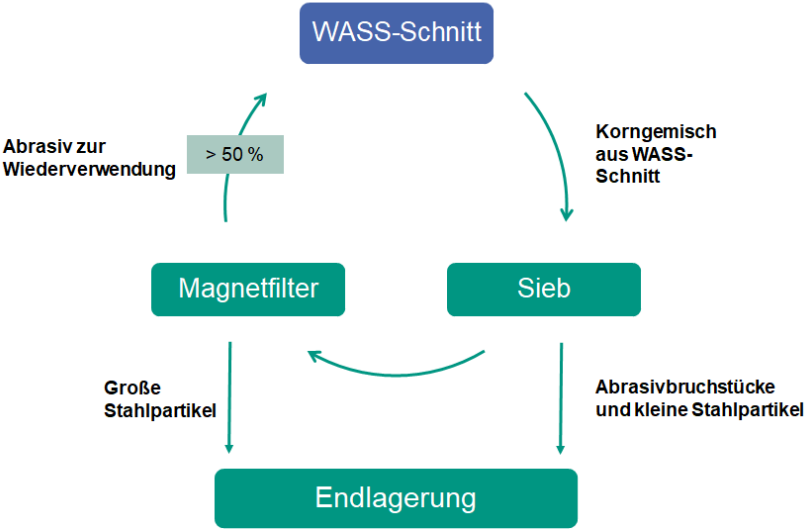 WASS-Schnitt
Abrasiv zur
Wiederverwendung
> 50 %
Korngemisch
aus WASS-
Schnitt
Magnetfilter
Sieb
Große
Stahlpartikel
Abrasivbruchstücke
und kleine Stahlpartikel
Endlagerung